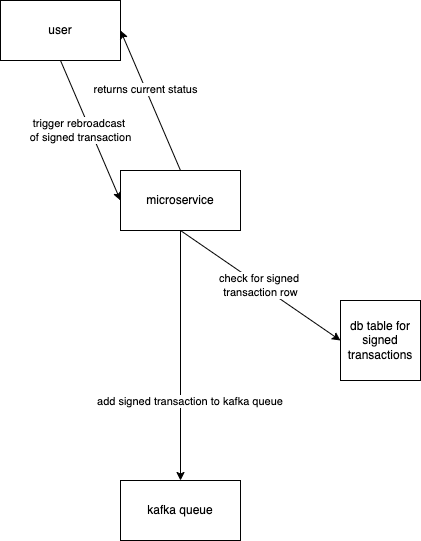 user
returns current status
trigger rebroadcast
of signed transaction
microservice
check for signed
transaction row
db table for
signed
transactions
add signed transaction to kafka queue
kafka queue